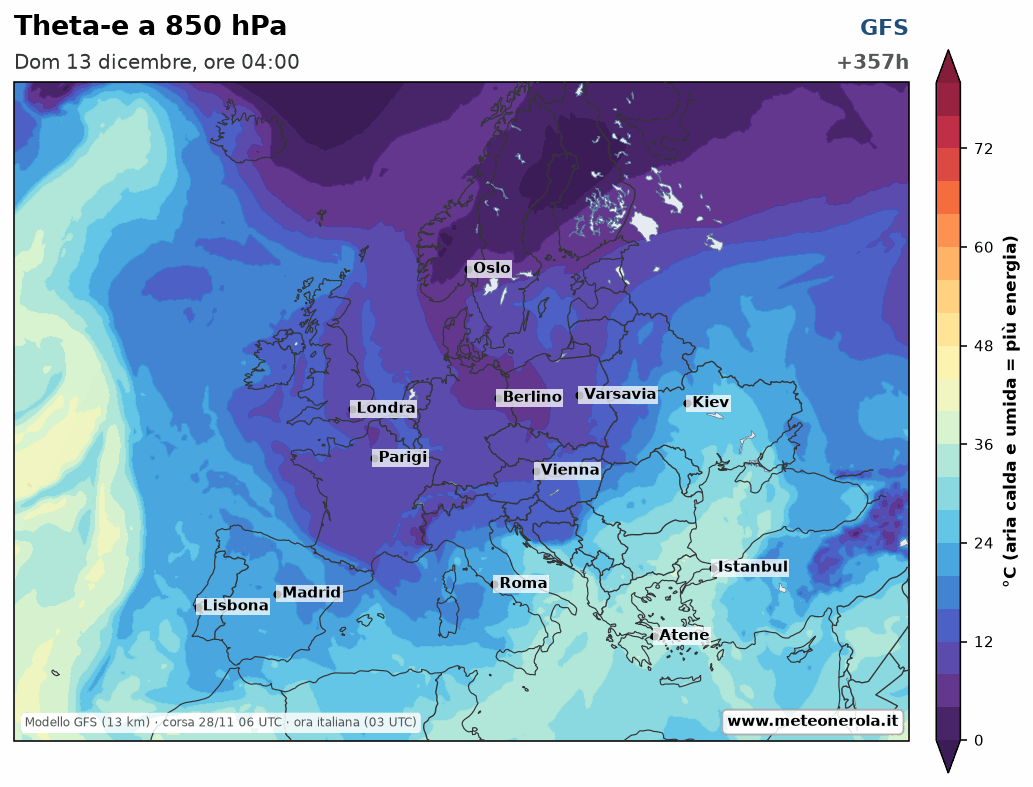 Theta-e a 850 hPa
GFS
Dom 13 dicembre, ore 04:00
+357h
Oslo
Berlino
Varsavia
Kiev
Londra
Parigi
Vienna
Istanbul
Roma
Madrid
Lisbona
Atene
Modello GFS (13 km) · corsa 28/11 06 UTC · ora italiana (03 UTC)
www.meteonerola.it
72
60
48
36
24
12
0
°C (aria calda e umida = più energia)